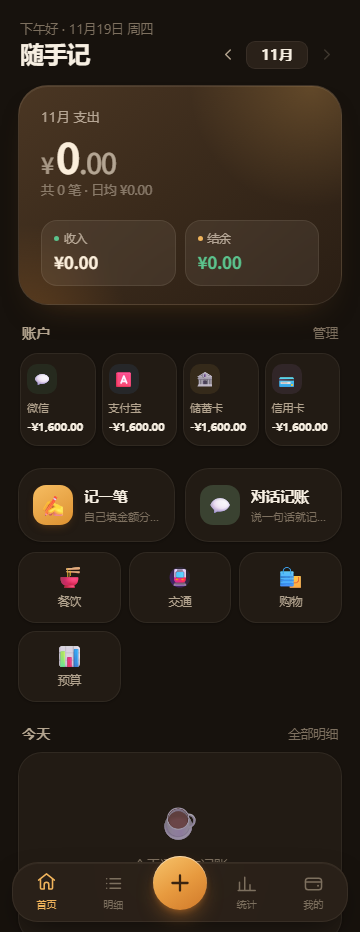 下午好 · 11月19日 周四
随手记
11月
11月 支出
¥0.00
共 0 笔 · 日均 ¥0.00
收入
¥0.00
结余
¥0.00
账户
管理
微信
-¥1,600.00
支付宝
-¥1,600.00
储蓄卡
-¥1,600.00
信用卡
-¥1,600.00
记一笔
自己填金额分...
对话记账
说一句话就记...
餐饮
交通
购物
预算
今天
全部明细
首页
明细
统计
我的